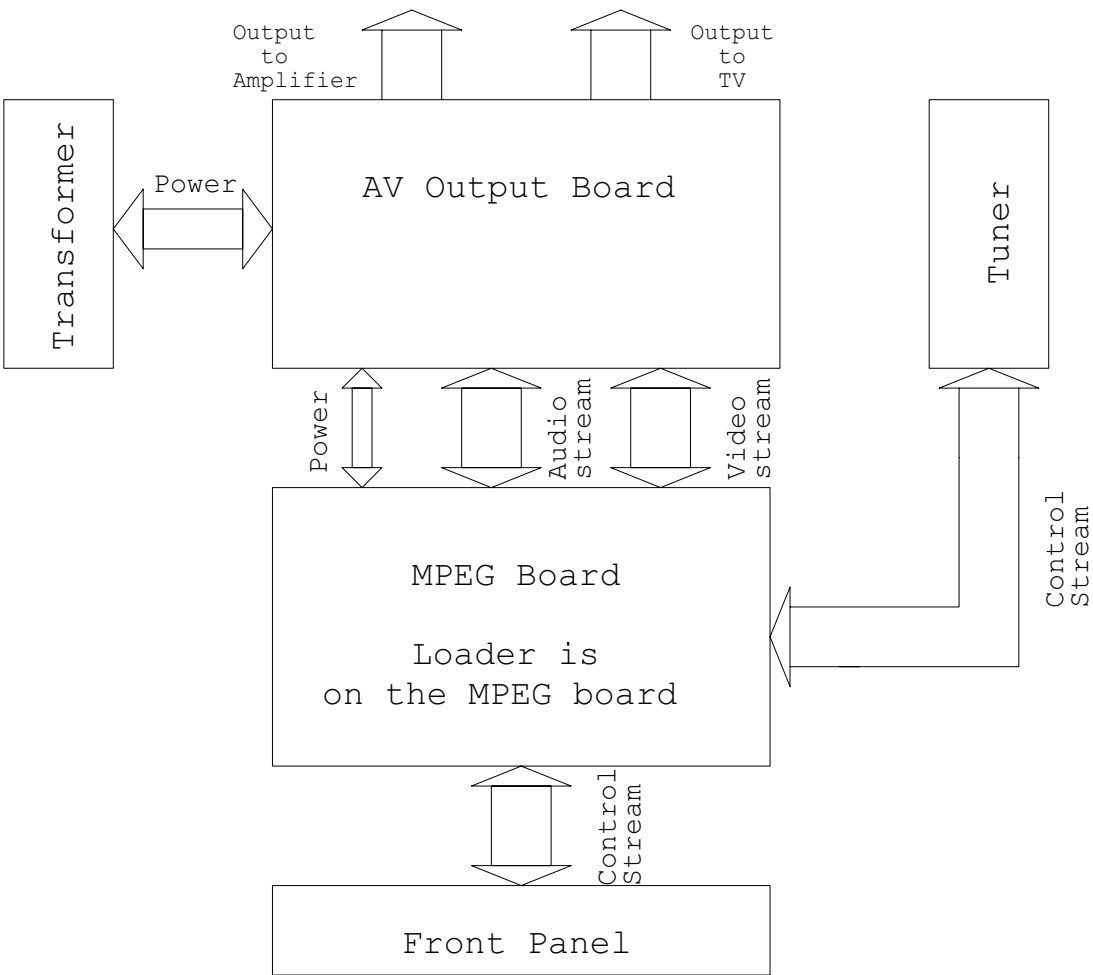 Output
to
Amplifier
Output
to
TV
Transformer
Power
AV Output Board
Tuner
Power
Audio
stream
Video
stream
MPEG Board
Loader is
on the MPEG board
Control
Stream
Control
Stream
Front Panel